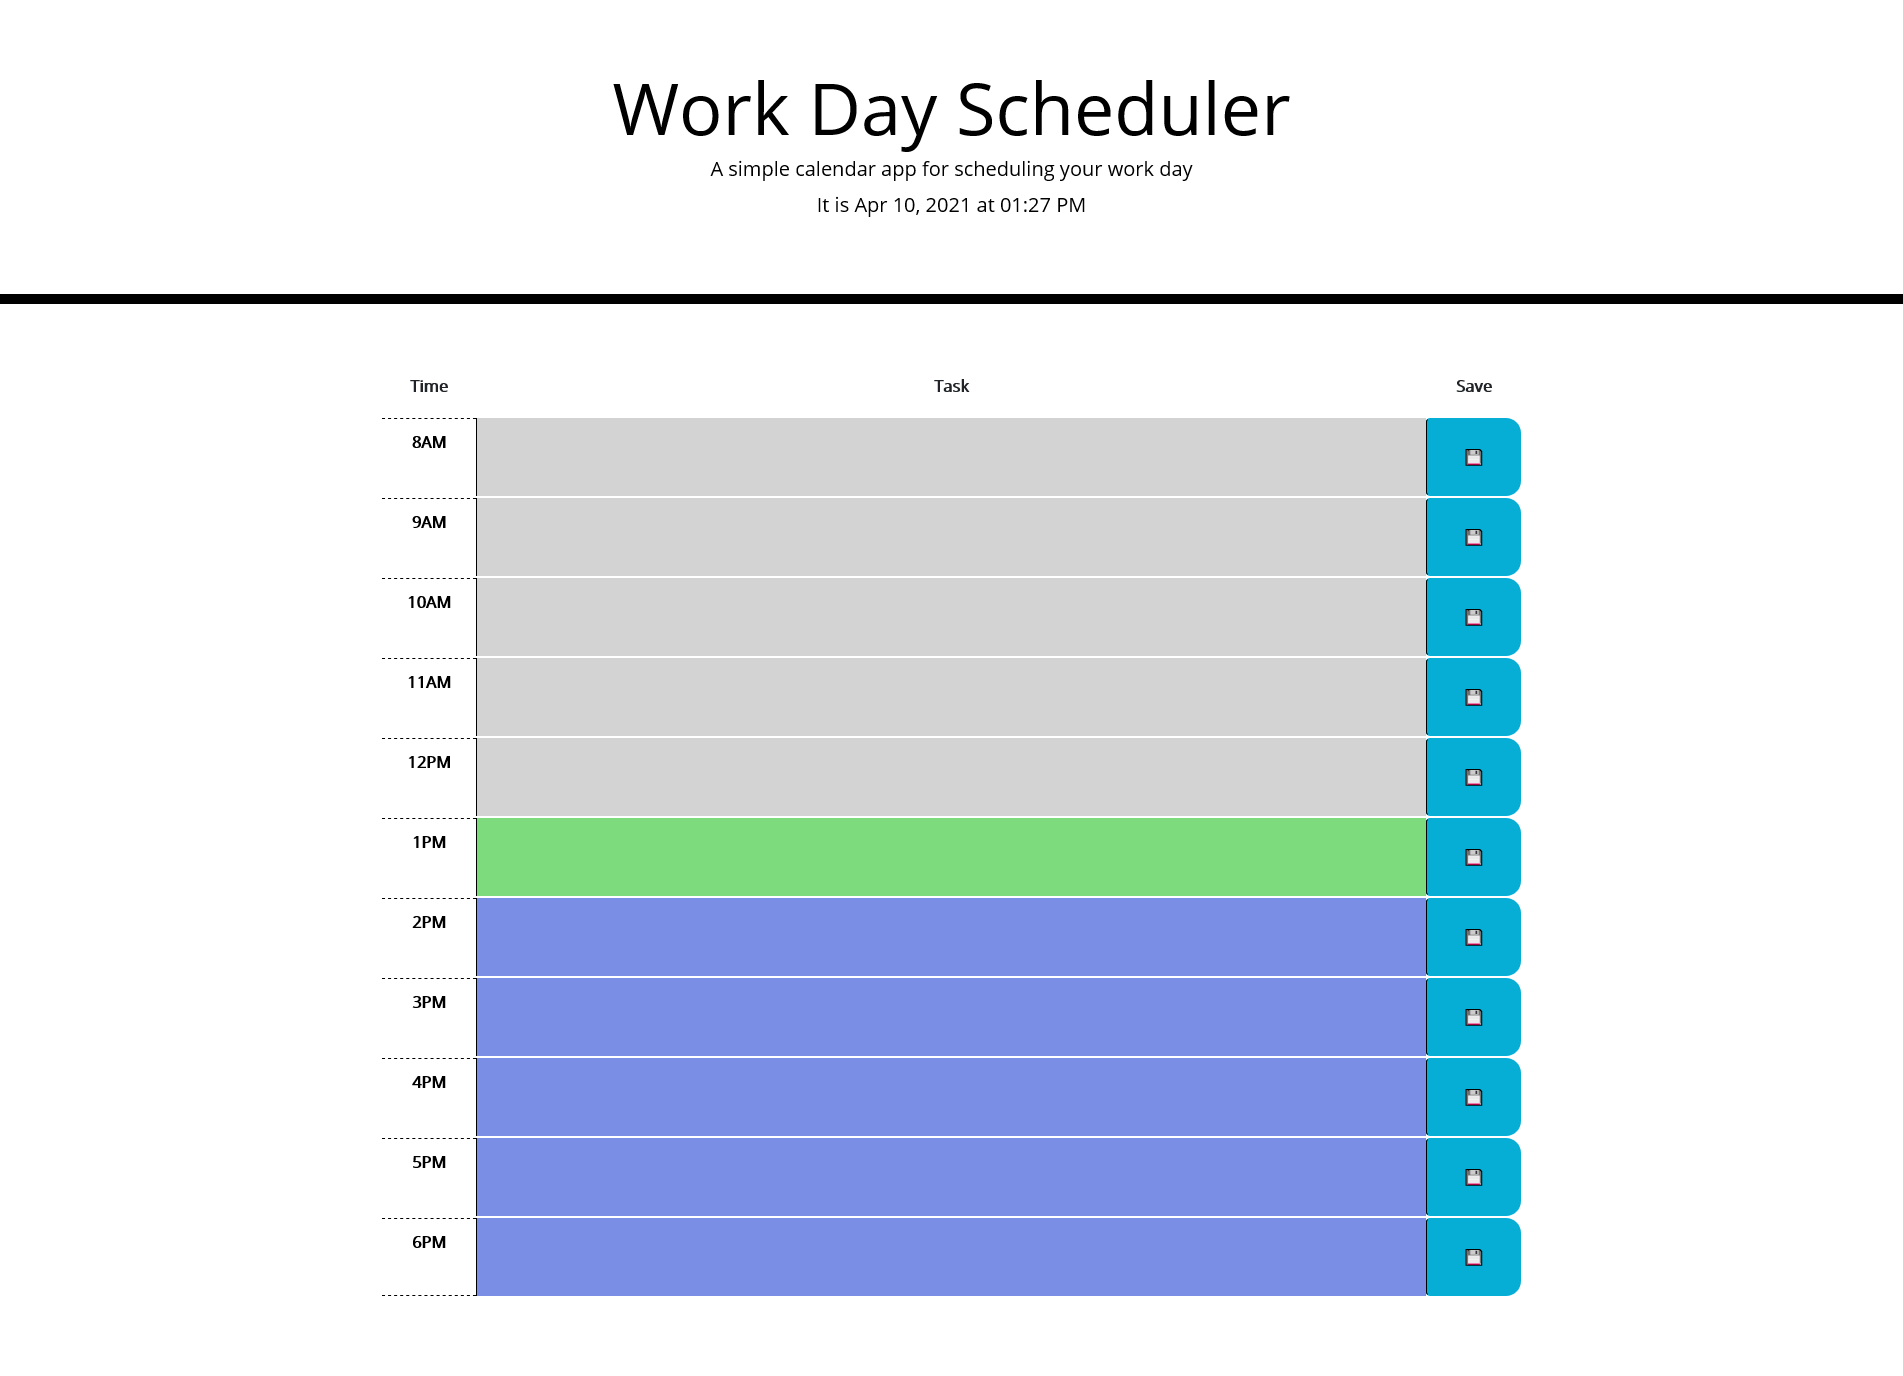 Work Day Scheduler
A simple calendar app for scheduling your work day
It is Apr 10, 2021 at 01:27 PM
Time Task Save
8AM
9AM
10AM
11AM
12PM
1PM
2PM
3PM
4PM
5PM
6PM